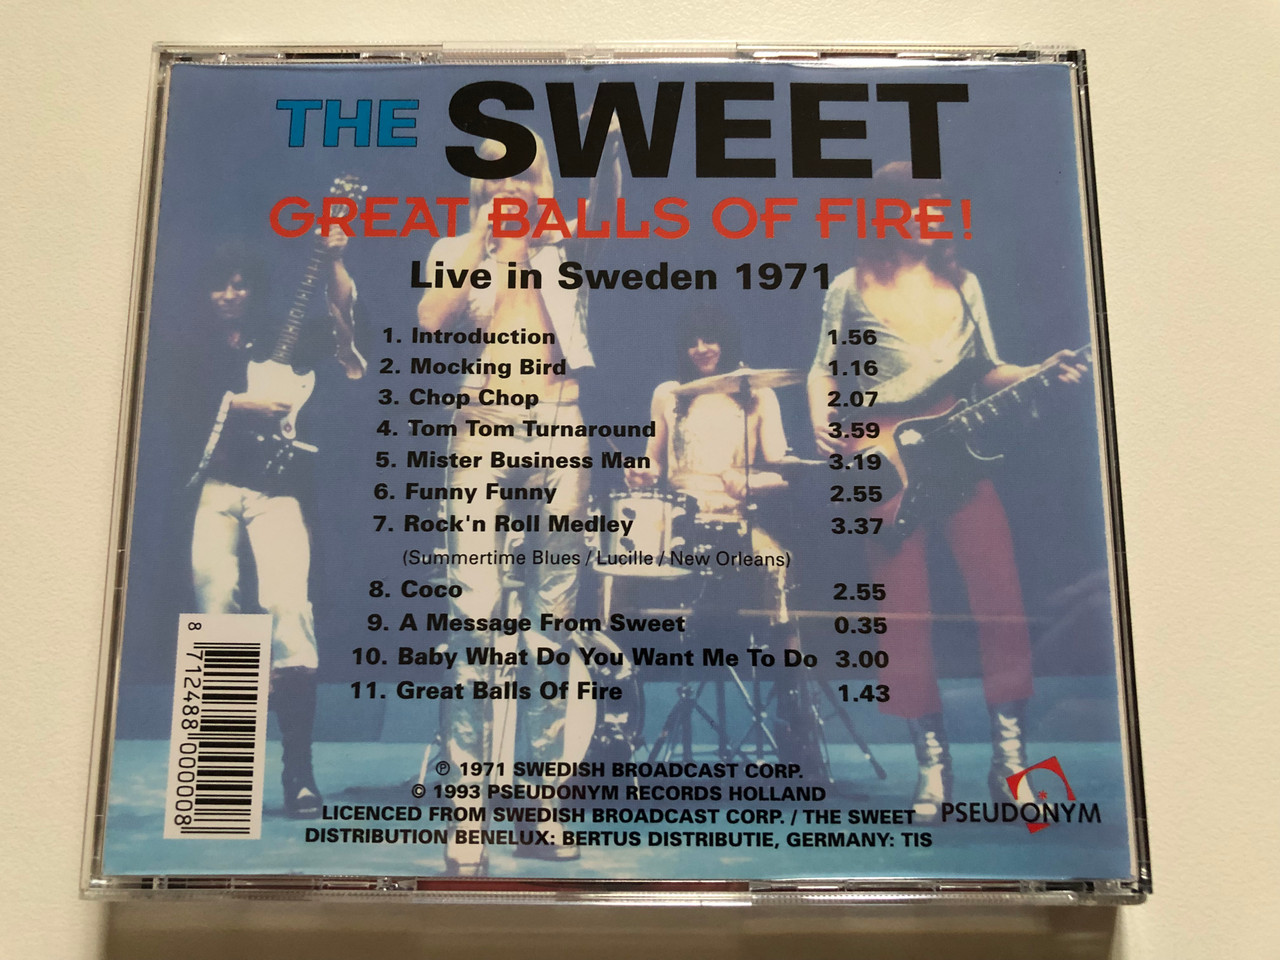 THE SWEET
GREAT BALLS OF FIRE!
Live in Sweden 1971
1. Introduction 1.56
2. Mocking Bird 1.16
3. Chop Chop 2.07
4. Tom Tom Turnaround 3.59
5. Mister Business Man 3.19
6. Funny Funny 2.55
7. Rock'n Roll Medley 3.37
(Summertime Blues / Lucille / New Orleans)
8. Coco 2.55
9. A Message From Sweet 0.35
10. Baby What Do You Want Me To Do 3.00
11. Great Balls Of Fire 1.43
8 712488 000008
℗ 1971 SWEDISH BROADCAST CORP.
© 1993 PSEUDONYM RECORDS HOLLAND
LICENCED FROM SWEDISH BROADCAST CORP. / THE SWEET
DISTRIBUTION BENELUX: BERTUS DISTRIBUTIE, GERMANY: TIS
PSEUDONYM